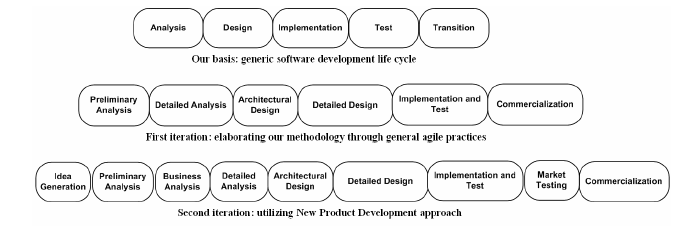 Analysis Design Implementation Test Transition
Our basis: generic software development life cycle
Preliminary Analysis Detailed Analysis Architectural Design Detailed Design Implementation and Test Commercialization
First iteration: elaborating our methodology through general agile practices
Idea Generation Preliminary Analysis Business Analysis Detailed Analysis Architectural Design Detailed Design Implementation and Test Market Testing Commercialization
Second iteration: utilizing New Product Development approach